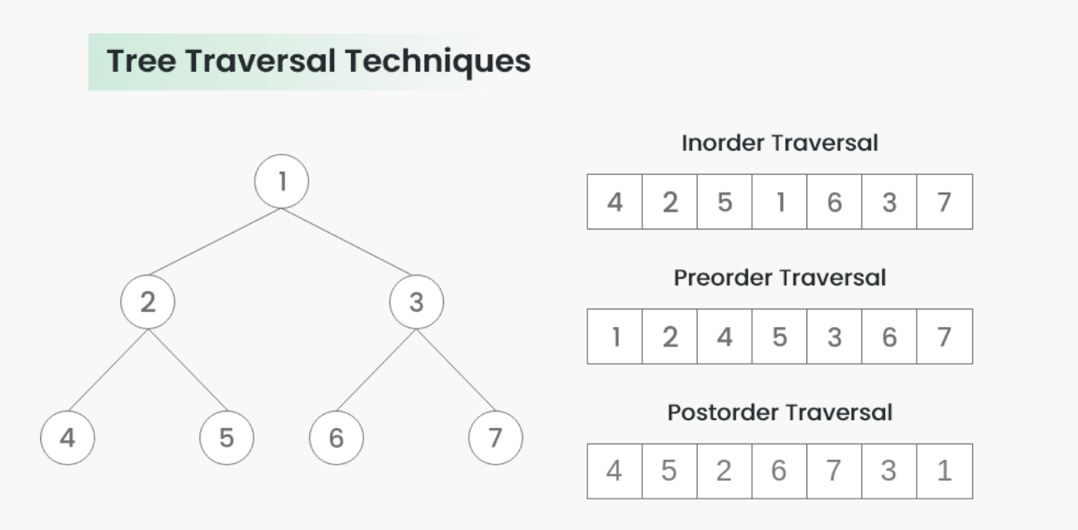 Tree Traversal Techniques
1
2 3
4 5 6 7
Inorder Traversal
4 2 5 1 6 3 7
Preorder Traversal
1 2 4 5 3 6 7
Postorder Traversal
4 5 2 6 7 3 1